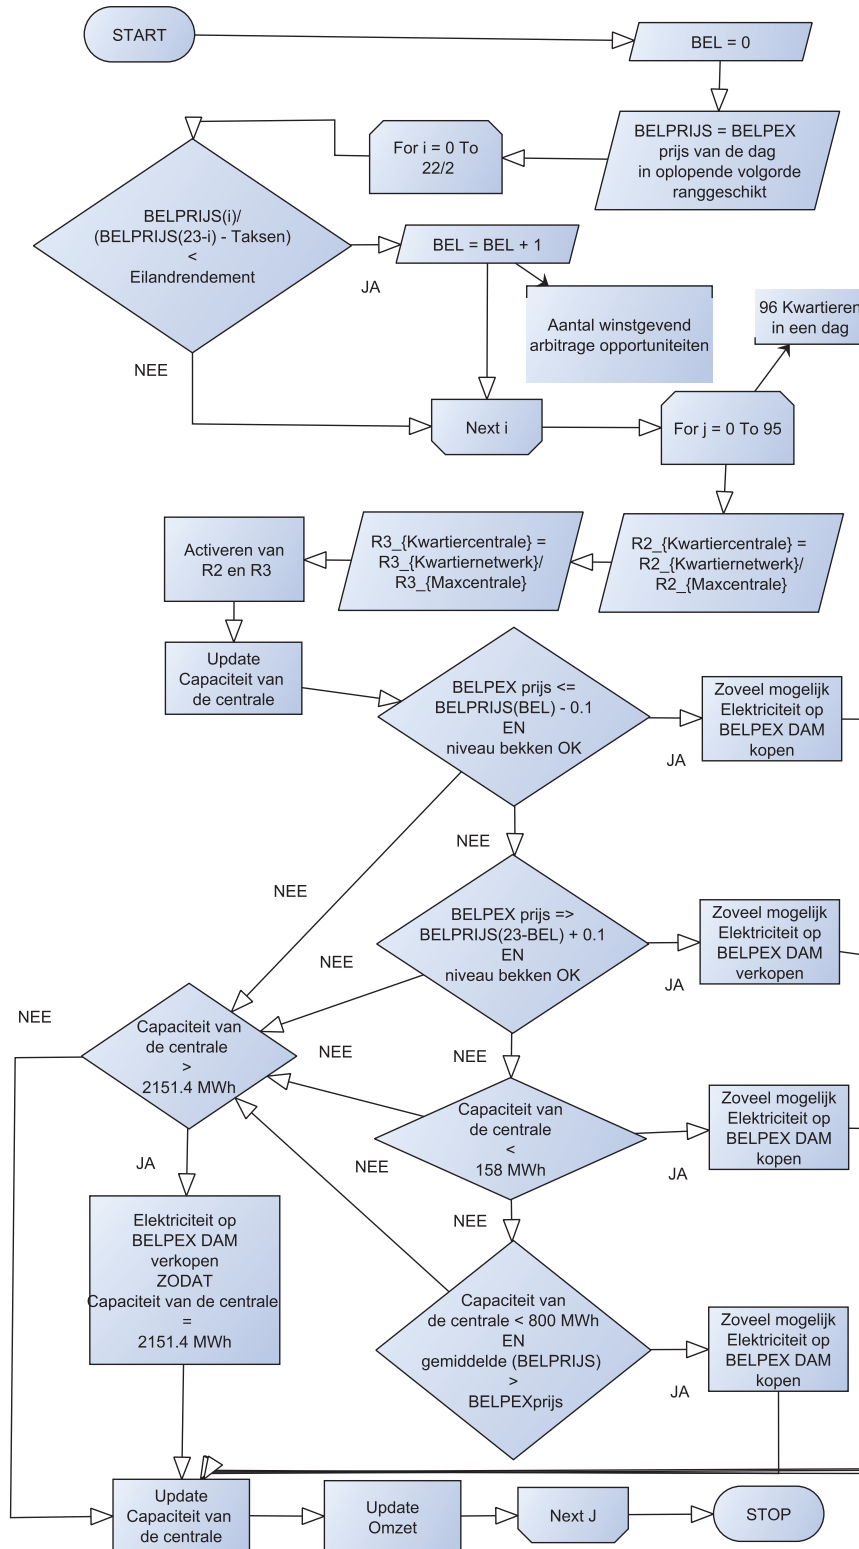 START
BEL = 0
BELPRIJS = BELPEX
prijs van de dag
in oplopende volgorde
ranggeschikt
For i = 0 To
22/2
BELPRIJS(i)/
(BELPRIJS(23-i) - Taksen)
<
Eilandrendement
JA
BEL = BEL + 1
Aantal winstgevend
arbitrage opportuniteiten
96 Kwartieren
in een dag
NEE
Next i
For j = 0 To 95
R2_{Kwartiercentrale} =
R2_{Kwartiernetwerk}/
R2_{Maxcentrale}
R3_{Kwartiercentrale} =
R3_{Kwartiernetwerk}/
R3_{Maxcentrale}
Activeren van
R2 en R3
Update
Capaciteit van
de centrale
BELPEX prijs <=
BELPRIJS(BEL) - 0.1
EN
niveau bekken OK
JA
Zoveel mogelijk
Elektriciteit op
BELPEX DAM
kopen
NEE
NEE
BELPEX prijs =>
BELPRIJS(23-BEL) + 0.1
EN
niveau bekken OK
JA
Zoveel mogelijk
Elektriciteit op
BELPEX DAM
verkopen
NEE
NEE
NEE
NEE
Capaciteit van
de centrale
>
2151.4 MWh
Capaciteit van
de centrale
<
158 MWh
JA
Zoveel mogelijk
Elektriciteit op
BELPEX DAM
kopen
NEE
NEE
JA
Elektriciteit op
BELPEX DAM
verkopen
ZODAT
Capaciteit van de centrale
=
2151.4 MWh
Capaciteit van
de centrale < 800 MWh
EN
gemiddelde (BELPRIJS)
>
BELPEXprijs
JA
Zoveel mogelijk
Elektriciteit op
BELPEX DAM
kopen
Update
Capaciteit van
de centrale
Update
Omzet
Next J
STOP